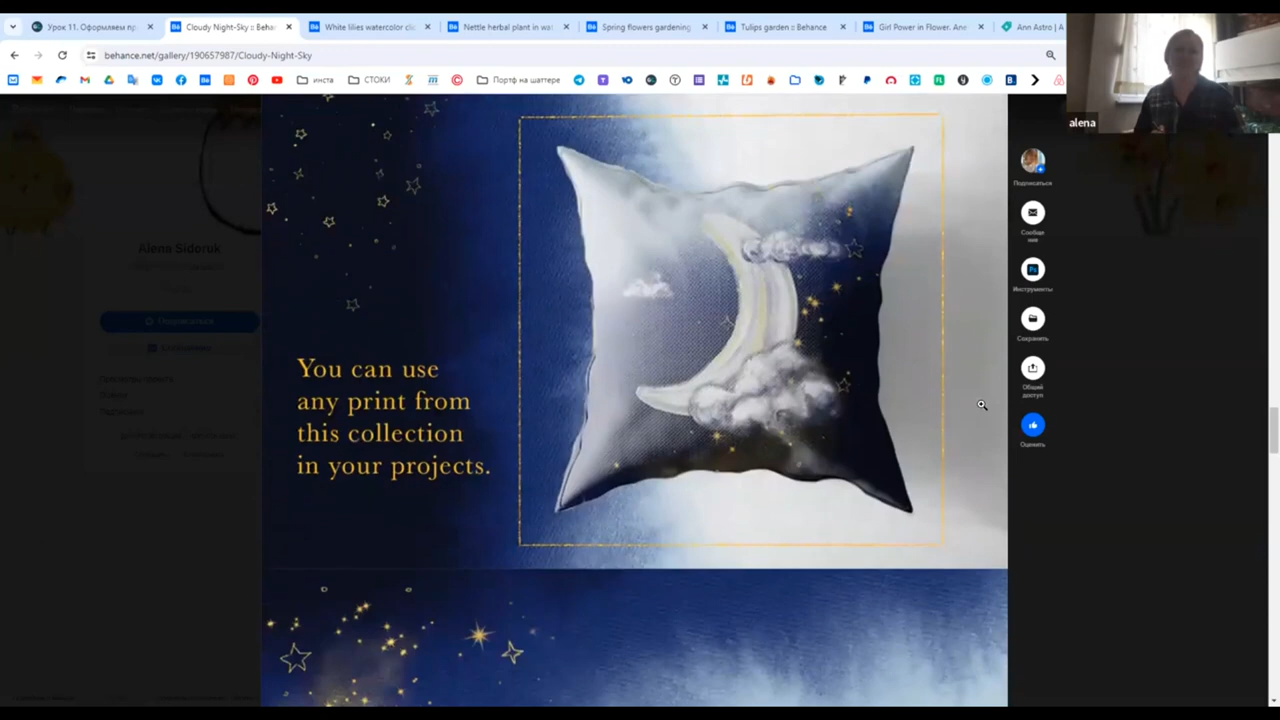 Урок 11. Оформляем пр
Cloudy Night-Sky :: Beha
White lilies watercolor cli
Nettle herbal plant in wat
Spring flowers gardening
Tulips garden :: Behance
Girl Power in Flower. Ann
Ann Astro | A
behance.net/gallery/190657987/Cloudy-Night-Sky
инста
СТОКИ
Портф на шаттере
alena
Alena Sidoruk
You can use
any print from
this collection
in your projects.
Подписаться
Сообще
ние
Инструменты
Сохранить
Общий
доступ
Оценить